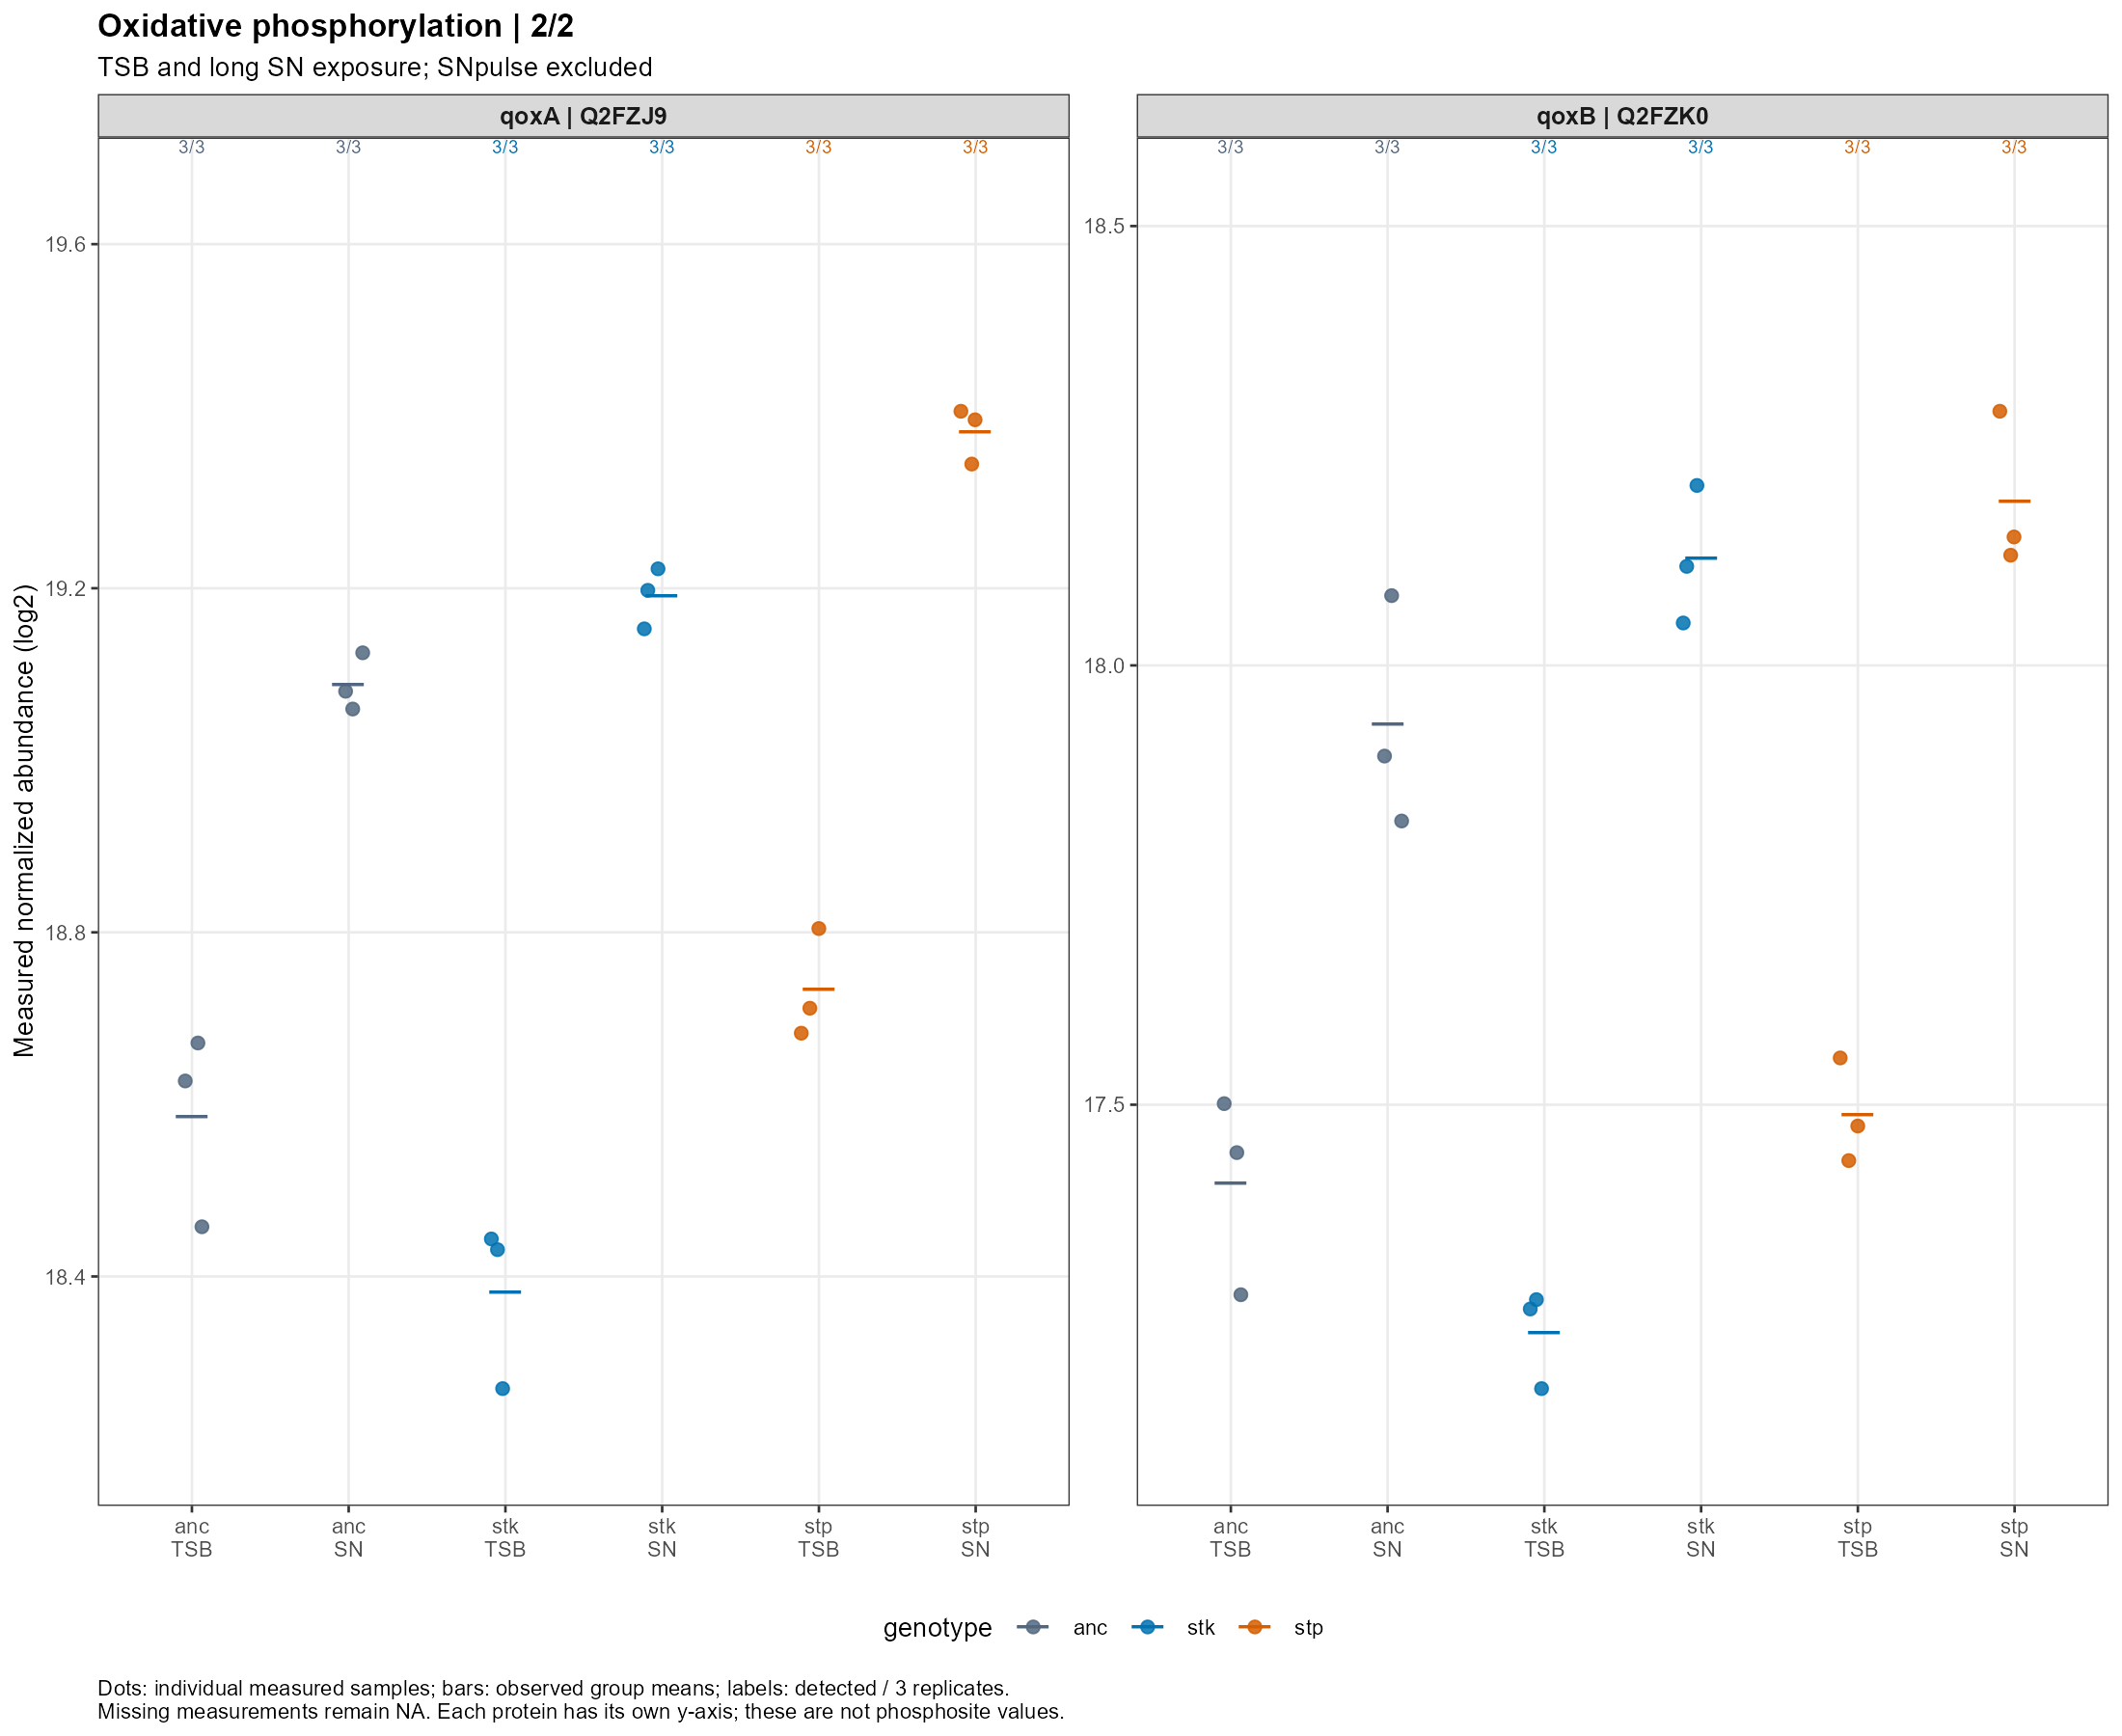 Oxidative phosphorylation | 2/2
TSB and long SN exposure; SNpulse excluded
qoxA | Q2FZJ9
qoxB | Q2FZK0
3/3 3/3 3/3 3/3 3/3 3/3
3/3 3/3 3/3 3/3 3/3 3/3
Measured normalized abundance (log2)
19.6
19.2
18.8
18.4
18.5
18.0
17.5
anc stk stk stp stp
anc anc stk stk stp stp
TSB SN TSB SN TSB SN
anc anc stk stk stp stp
TSB SN TSB SN TSB SN
genotype anc stk stp
Dots: individual measured samples; bars: observed group means; labels: detected / 3 replicates.
Missing measurements remain NA. Each protein has its own y-axis; these are not phosphosite values.